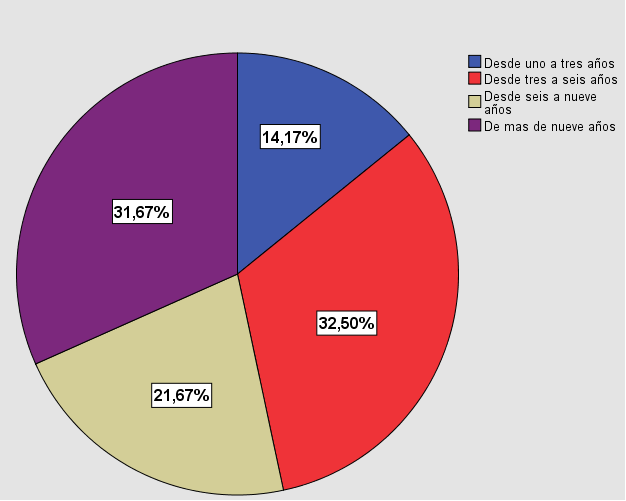 Desde uno a tres años
Desde tres a seis años
Desde seis a nueve
años
De mas de nueve años
14,17%
31,67%
32,50%
21,67%